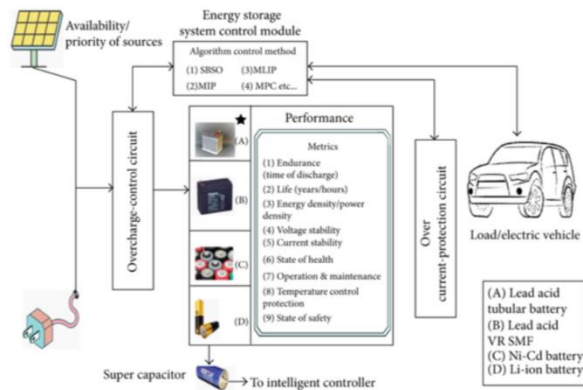 Availability/
priority of sources
Energy storage
system control module
Algorithm control method
(1) SBSO (3)MLIP
(2)MIP (4) MPC etc...
Overcharge-control circuit
(A)
(B)
(C)
(D)
Performance
Metrics
(1) Endurance
(time of discharge)
(2) Life (years/hours)
(3) Energy density/power
density
(4) Voltage stability
(5) Current stability
(6) State of health
(7) Operation & maintenance
(8) Temperature control
protection
(9) State of safety
Over
current-protection circuit
Load/electric vehicle
(A) Lead acid
tubular battery
(B) Lead acid
VR SMF
(C) Ni-Cd battery
(D) Li-ion battery
Super capacitor
To intelligent controller